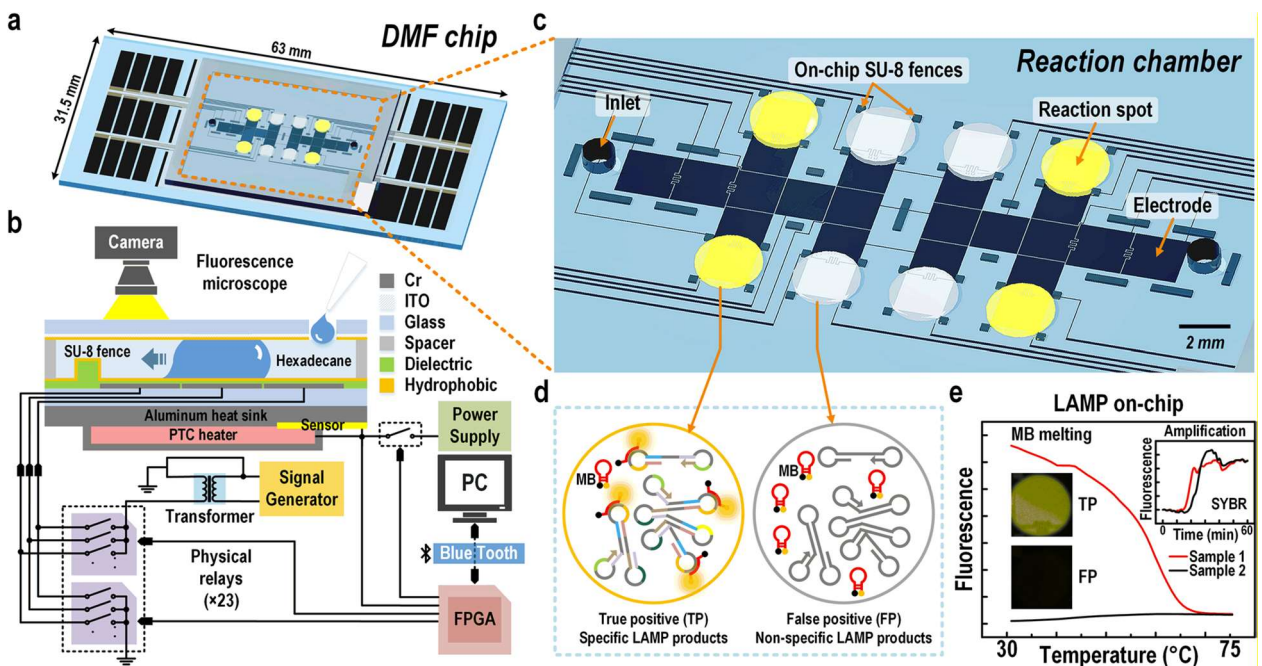 a
DMF chip
63 mm
31.5 mm
b
Camera
Fluorescence
microscope
Cr
ITO
Glass
Spacer
Dielectric
Hydrophobic
SU-8 fence
Hexadecane
Aluminum heat sink
Sensor
PTC heater
Power
Supply
Signal
Generator
Transformer
PC
Blue Tooth
Physical
relays
(×23)
FPGA
c
Reaction chamber
On-chip SU-8 fences
Inlet
Reaction spot
Electrode
2 mm
d
MB
MB
True positive (TP)
Specific LAMP products
False positive (FP)
Non-specific LAMP products
e
LAMP on-chip
MB melting
TP
FP
Amplification
Fluorescence
SYBR
0
Time (min)
60
Sample 1
Sample 2
Fluorescence
30
Temperature (°C)
75